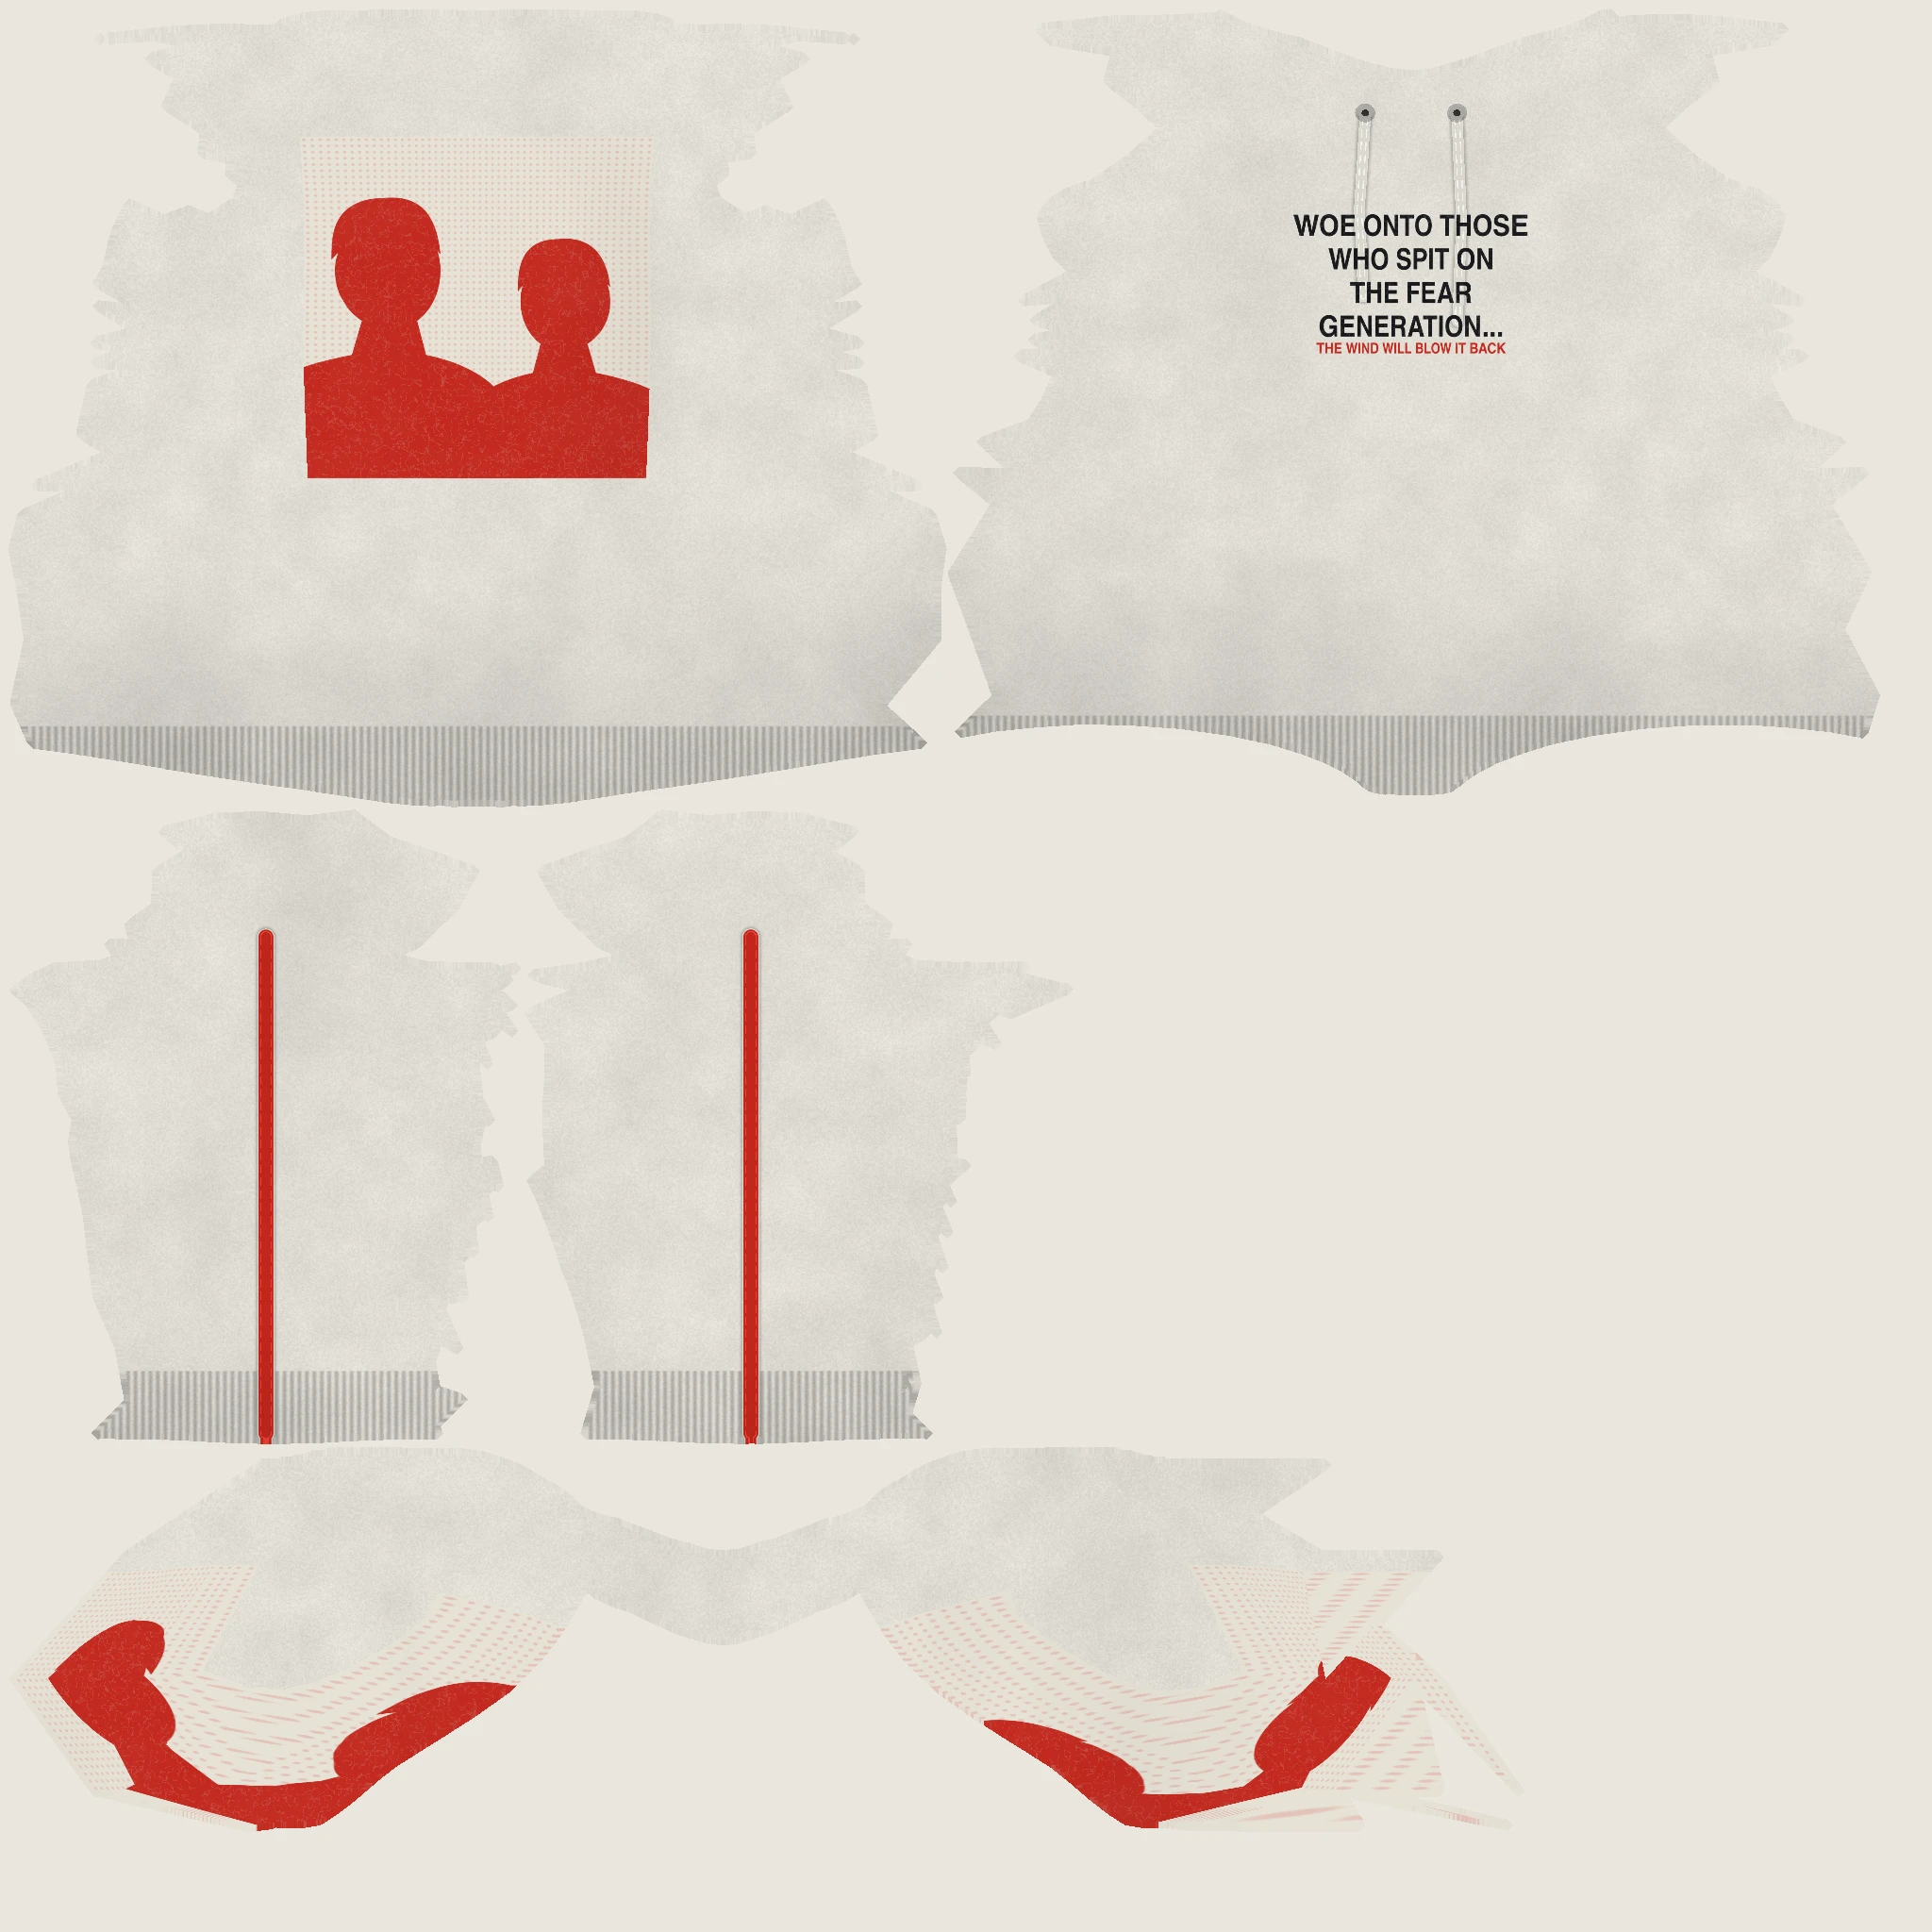 WOE ONTO THOSE
WHO SPIT ON
THE FEAR
GENERATION...
THE WIND WILL BLOW IT BACK